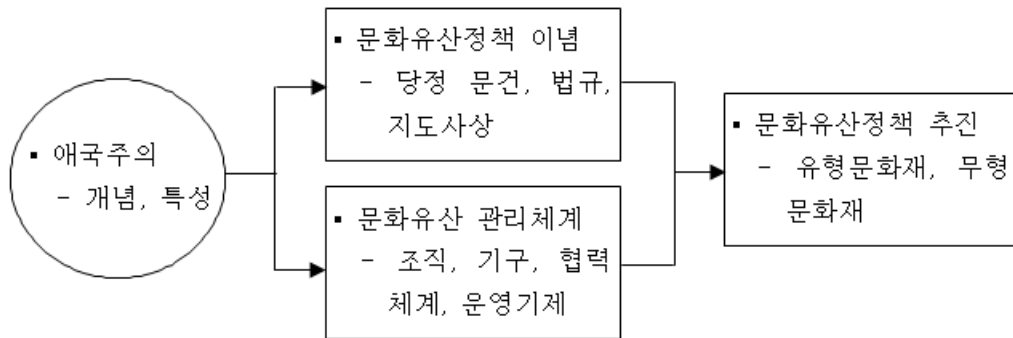 ▪ 애국주의
- 개념, 특성
▪ 문화유산정책 이념
- 당정 문건, 법규,
지도사상
▪ 문화유산 관리체계
- 조직, 기구, 협력
체계, 운영기제
▪ 문화유산정책 추진
- 유형문화재, 무형
문화재